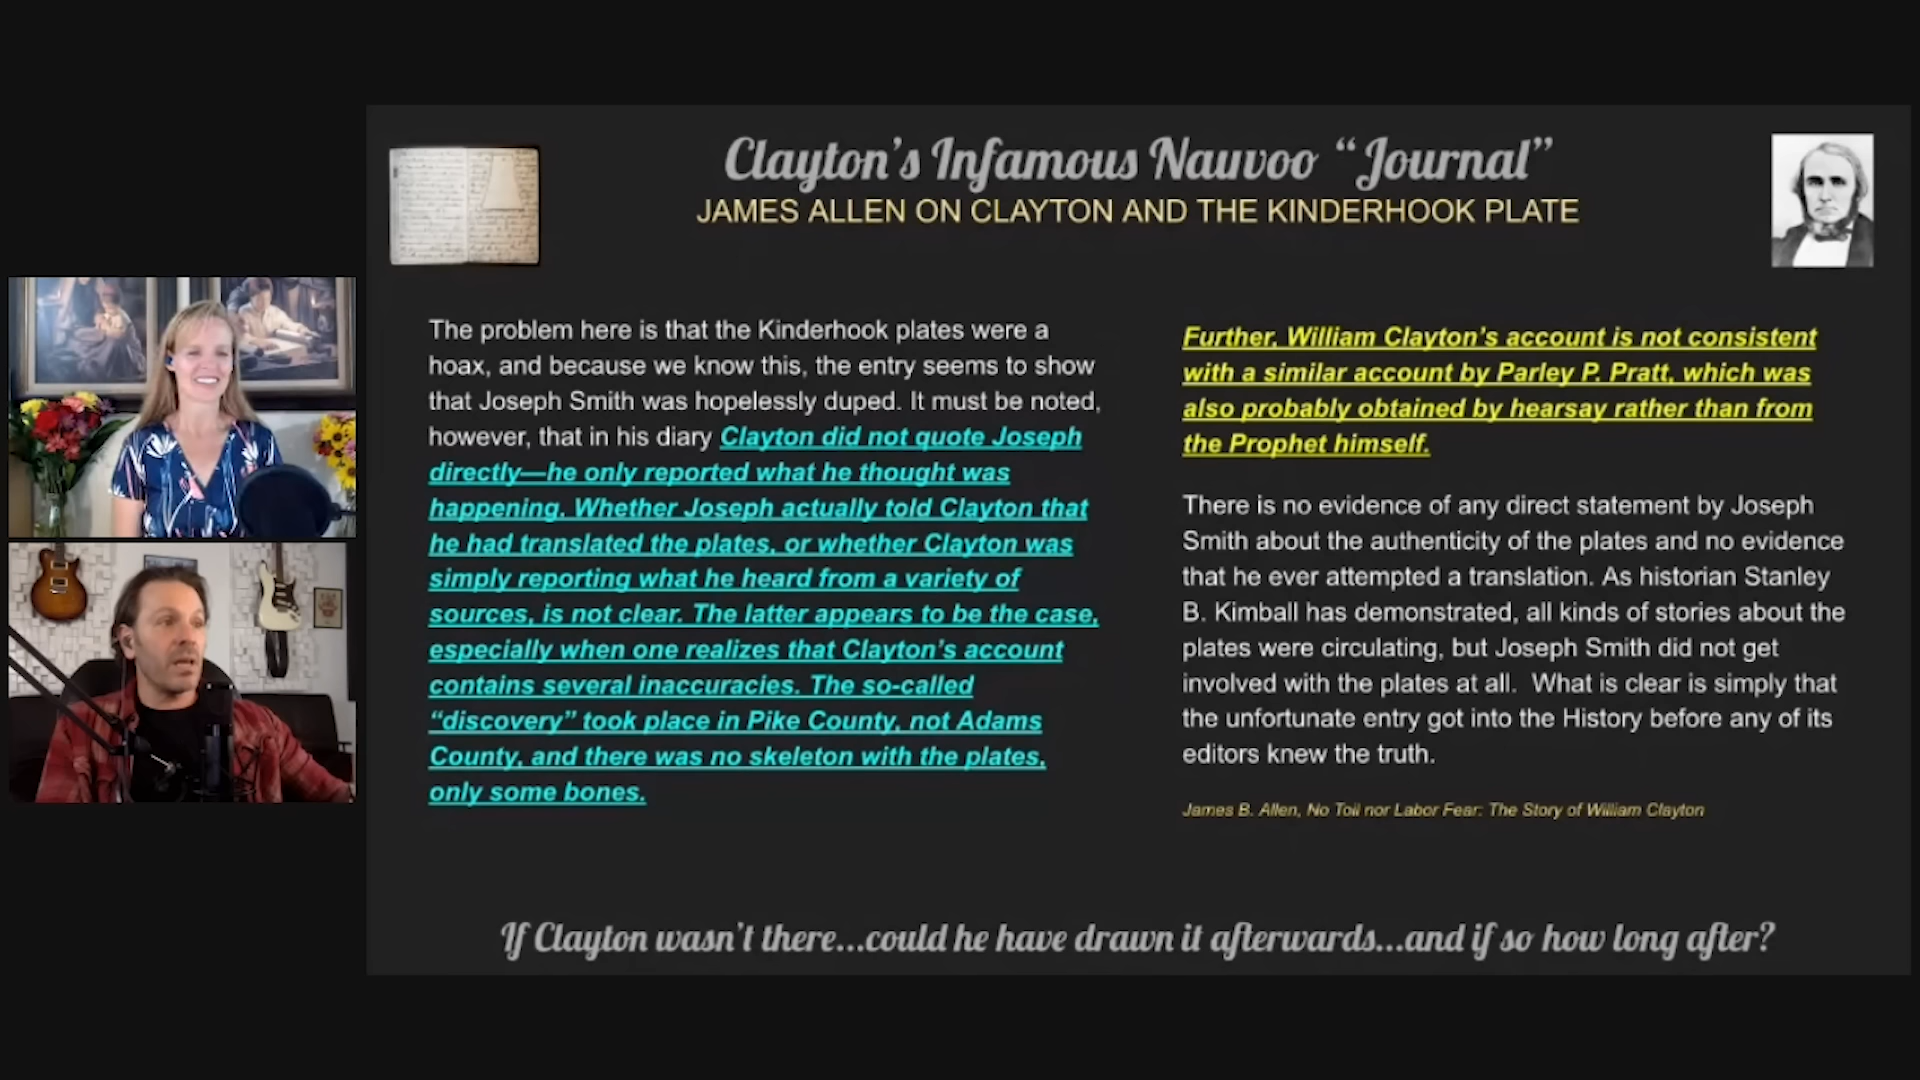 Clayton's Infamous Nauvoo “Journal”
JAMES ALLEN ON CLAYTON AND THE KINDERHOOK PLATE
The problem here is that the Kinderhook plates were a
hoax, and because we know this, the entry seems to show
that Joseph Smith was hopelessly duped. It must be noted,
however, that in his diary Clayton did not quote Joseph
directly—he only reported what he thought was
happening. Whether Joseph actually told Clayton that
he had translated the plates, or whether Clayton was
simply reporting what he heard from a variety of
sources, is not clear. The latter appears to be the case,
especially when one realizes that Clayton's account
contains several inaccuracies. The so-called
“discovery” took place in Pike County, not Adams
County, and there was no skeleton with the plates,
only some bones.
Further, William Clayton's account is not consistent
with a similar account by Parley P. Pratt, which was
also probably obtained by hearsay rather than from
the Prophet himself.
There is no evidence of any direct statement by Joseph
Smith about the authenticity of the plates and no evidence
that he ever attempted a translation. As historian Stanley
B. Kimball has demonstrated, all kinds of stories about the
plates were circulating, but Joseph Smith did not get
involved with the plates at all.  What is clear is simply that
the unfortunate entry got into the History before any of its
editors knew the truth.
James B. Allen, No Toil nor Labor Fear: The Story of William Clayton
If Clayton wasn't there...could he have drawn it afterwards...and if so how long after?